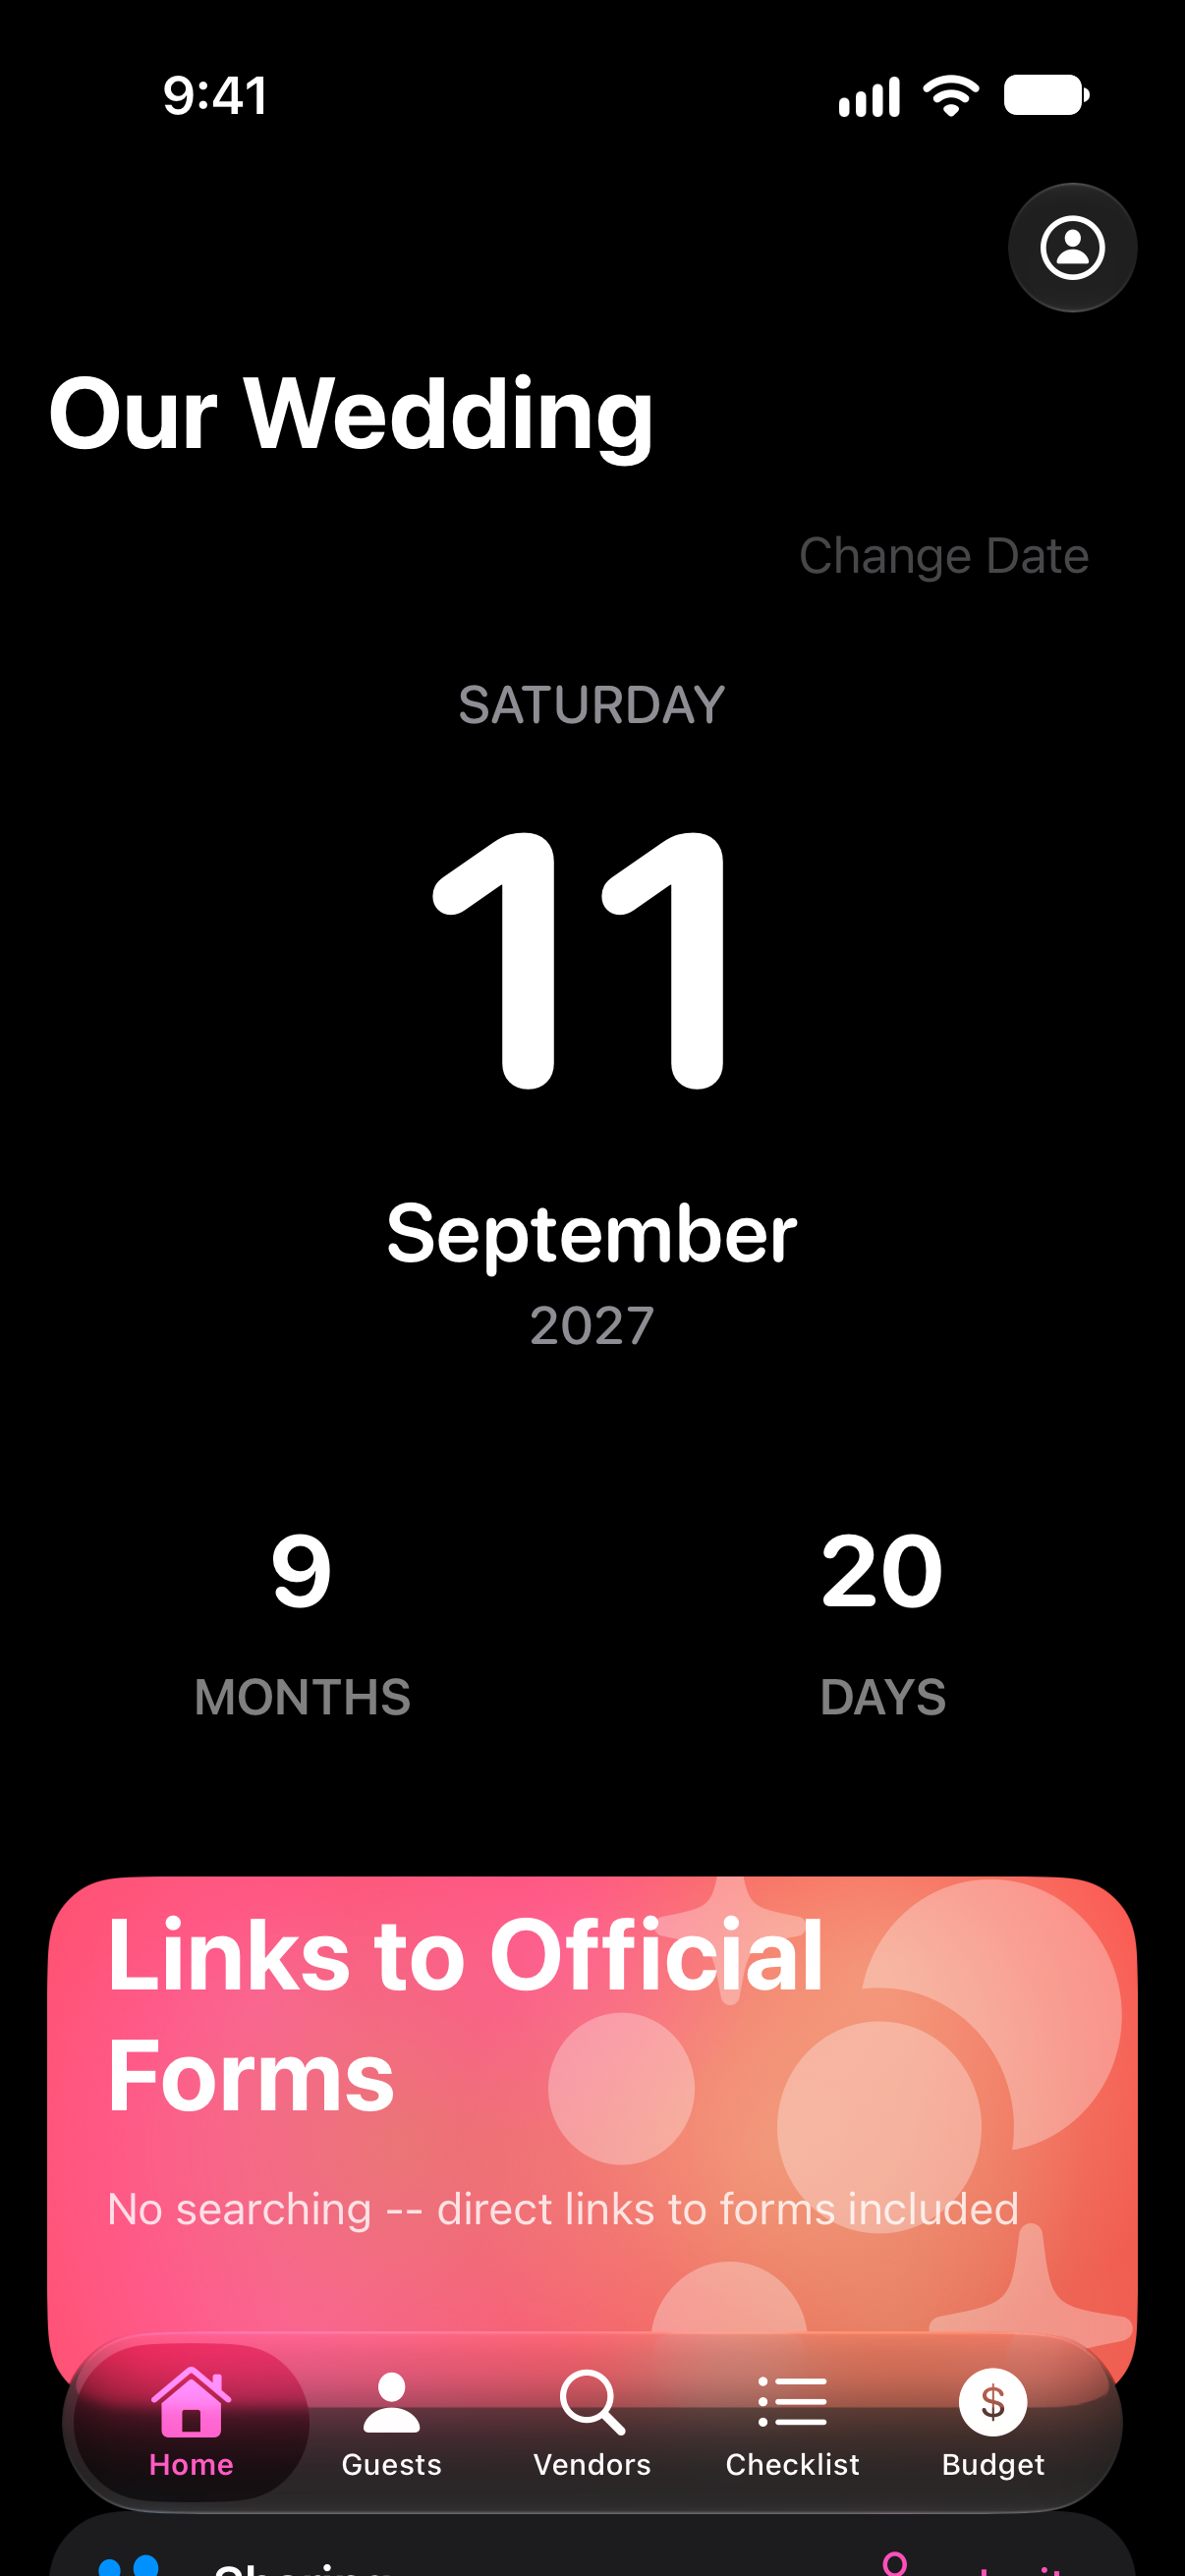 9:41
Our Wedding
Change Date
SATURDAY
11
September
2027
9
20
MONTHS
DAYS
Links to Official
Forms
No searching -- direct links to forms included
$
Home
Guests
Vendors
Checklist
Budget